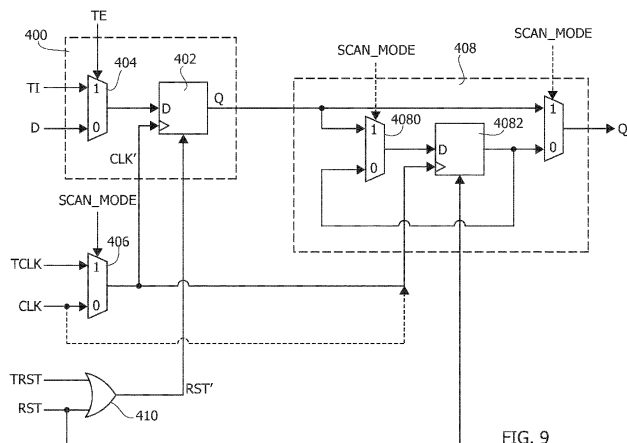 TE
400
404
402
TI
1
D
0
D
Q
CLK'
SCAN_MODE
SCAN_MODE
408
SCAN_MODE
4080
4082
1
0
D
1
0
Q
406
TCLK
1
CLK
0
TRST
RST
RST'
410
FIG. 9